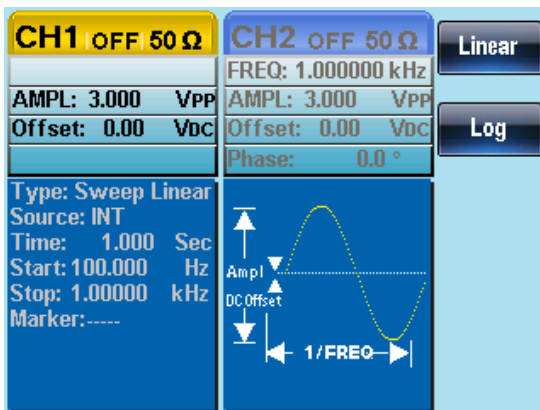 CH1 OFF 50 Ω
AMPL: 3.000 VPP
Offset: 0.00 VDC
Type: Sweep Linear
Source: INT
Time: 1.000 Sec
Start: 100.000 Hz
Stop: 1.00000 kHz
Marker:-----
CH2 OFF 50 Ω
FREQ: 1.000000 kHz
AMPL: 3.000 VPP
Offset: 0.00 VDC
Phase: 0.0 °
Ampl
DC Offset
1/FREQ
Linear
Log